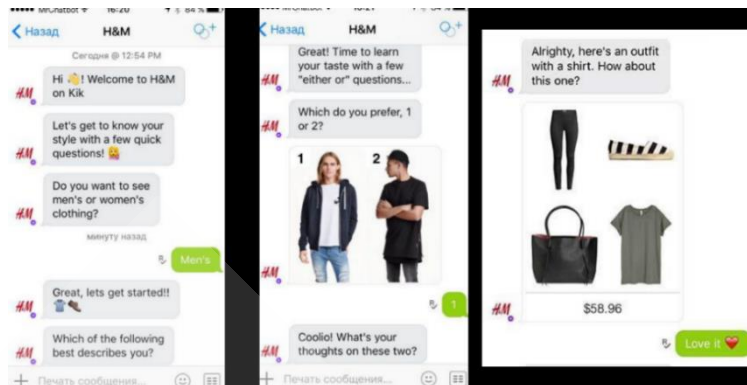 MrChatbot 16:20 84 %
Назад H&M
Сегодня @ 12:54 PM
Hi 👋! Welcome to H&M
on Kik
H&M
Let's get to know your
style with a few quick
questions! 😩
H&M
Do you want to see
men's or women's
clothing?
H&M
минуту назад
Men's
Great, lets get started!!
👕👞
H&M
Which of the following
best describes you?
H&M
Печать сообщения...
Назад H&M
Great! Time to learn
your taste with a few
"either or" questions...
H&M
Which do you prefer, 1
or 2?
H&M
1 2
H&M
1
Coolio! What's your
thoughts on these two?
H&M
Печать сообщения...
Alrighty, here's an outfit
with a shirt. How about
this one?
H&M
$58.96
H&M
Love it ❤️